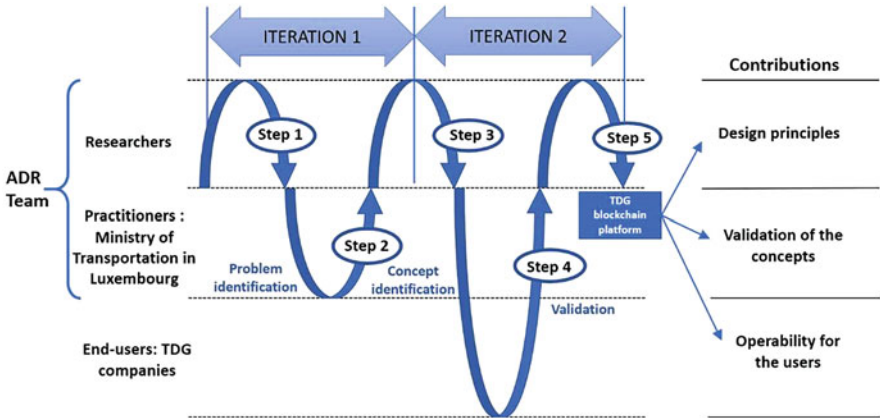 ITERATION 1
ITERATION 2
Contributions
Researchers
Step 1
Step 3
Step 5
Design principles
ADR
Team
Practitioners :
Ministry of
Transportation in
Luxembourg
TDG
blockchain
platform
Step 2
Validation of the
concepts
Problem
identification
Concept
identification
Step 4
Validation
End-users: TDG
companies
Operability for
the users